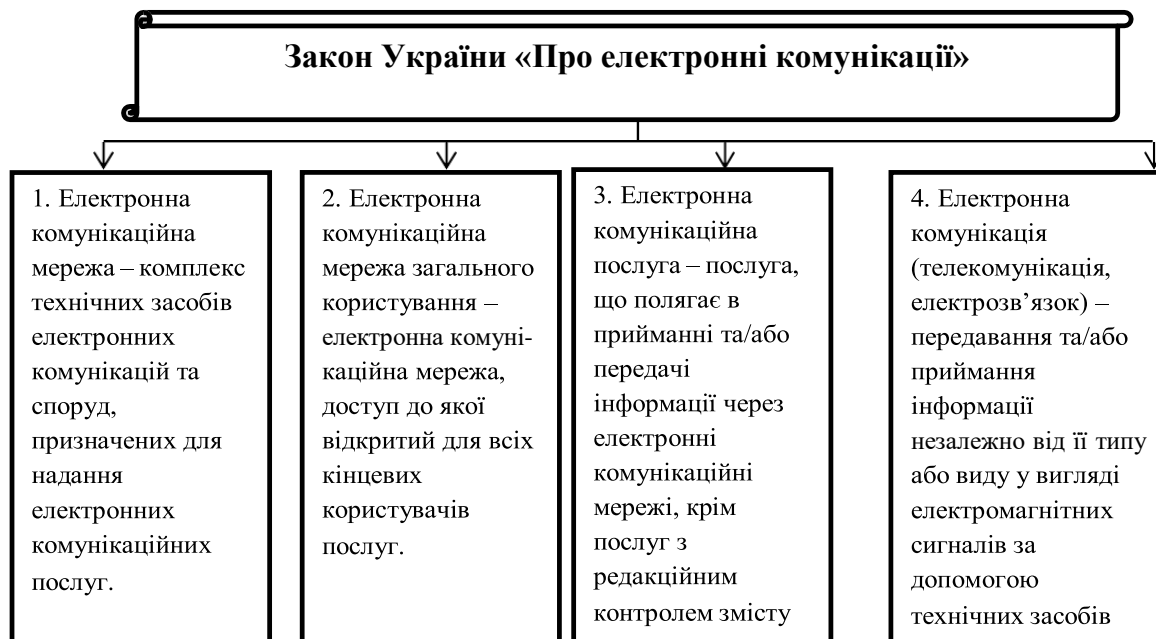 Закон України «Про електронні комунікації»
1. Електронна
комунікаційна
мережа – комплекс
технічних засобів
електронних
комунікацій та
споруд,
призначених для
надання
електронних
комунікаційних
послуг.
2. Електронна
комунікаційна
мережа загального
користування –
електронна комуні-
каційна мережа,
доступ до якої
відкритий для всіх
кінцевих
користувачів
послуг.
3. Електронна
комунікаційна
послуга – послуга,
що полягає в
прийманні та/або
передачі
інформації через
електронні
комунікаційні
мережі, крім
послуг з
редакційним
контролем змісту
4. Електронна
комунікація
(телекомунікація,
електрозв’язок) –
передавання та/або
приймання
інформації
незалежно від її типу
або виду у вигляді
електромагнітних
сигналів за
допомогою
технічних засобів